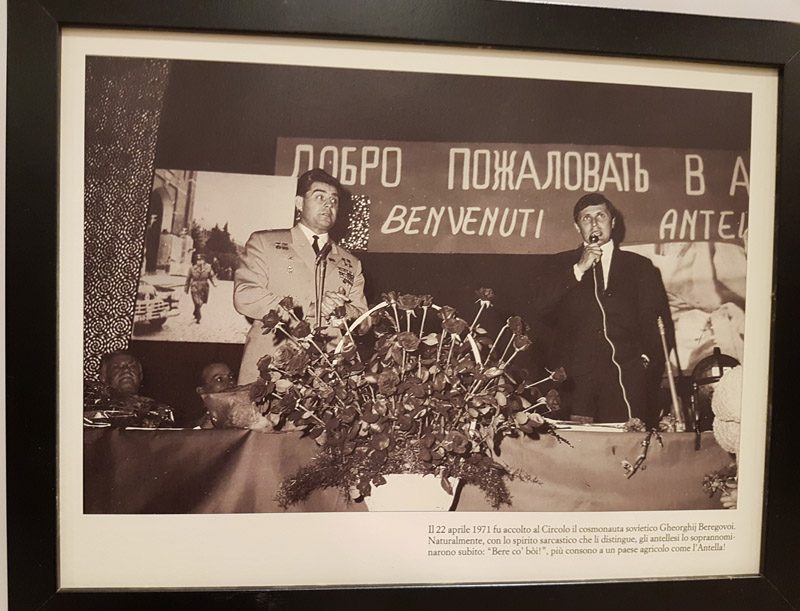 ДОБРО ПОЖАЛОВАТЬ В А
BENVENUTI ANTEL
Il 22 aprile 1971 fu accolto al Circolo il cosmonauta sovietico Gheorghij Beregovoi.
Naturalmente, con lo spirito sarcastico che li distingue, gli antellesi lo soprannomi-
narono subito: “Bere co’ bòi!”, più consono a un paese agricolo come l’Antella!